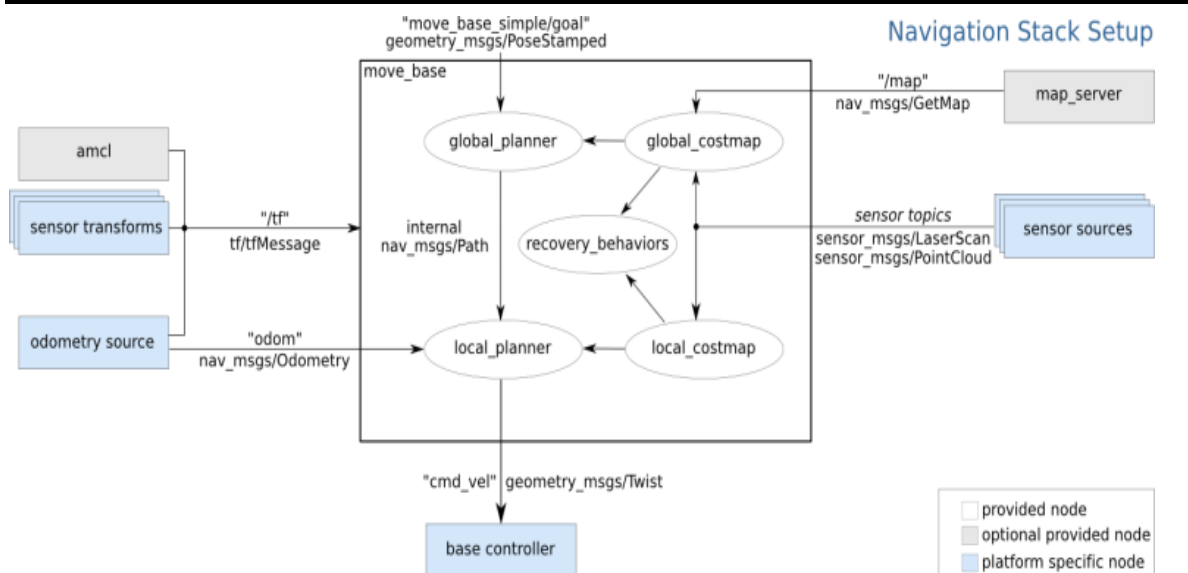 "move_base_simple/goal"
geometry_msgs/PoseStamped
Navigation Stack Setup
move_base
"/map"
nav_msgs/GetMap
map_server
amcl
global_planner
global_costmap
sensor transforms
"/tf"
tf/tfMessage
internal
nav_msgs/Path
recovery_behaviors
sensor topics
sensor_msgs/LaserScan
sensor_msgs/PointCloud
sensor sources
odometry source
"odom"
nav_msgs/Odometry
local_planner
local_costmap
"cmd_vel" geometry_msgs/Twist
base controller
provided node
optional provided node
platform specific node